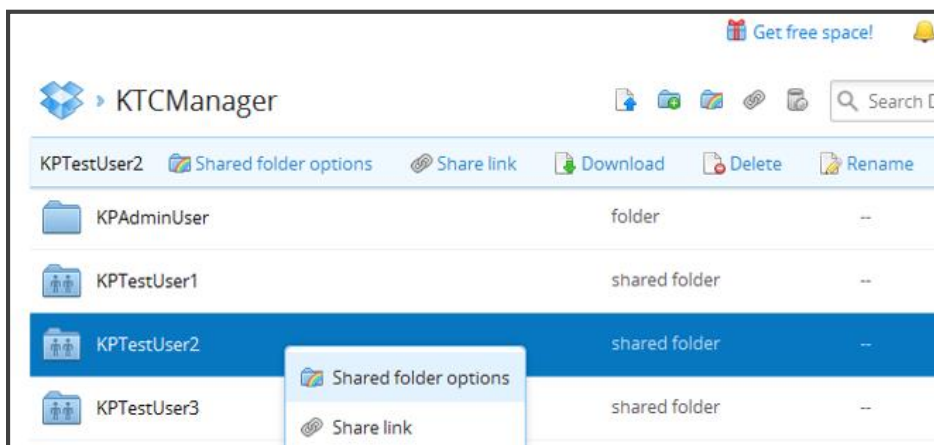 Get free space!
KTCManager
Search D
KPTestUser2 Shared folder options Share link Download Delete Rename
KPAdminUser folder --
KPTestUser1 shared folder --
KPTestUser2 shared folder --
Shared folder options
KPTestUser3 shared folder --
Share link